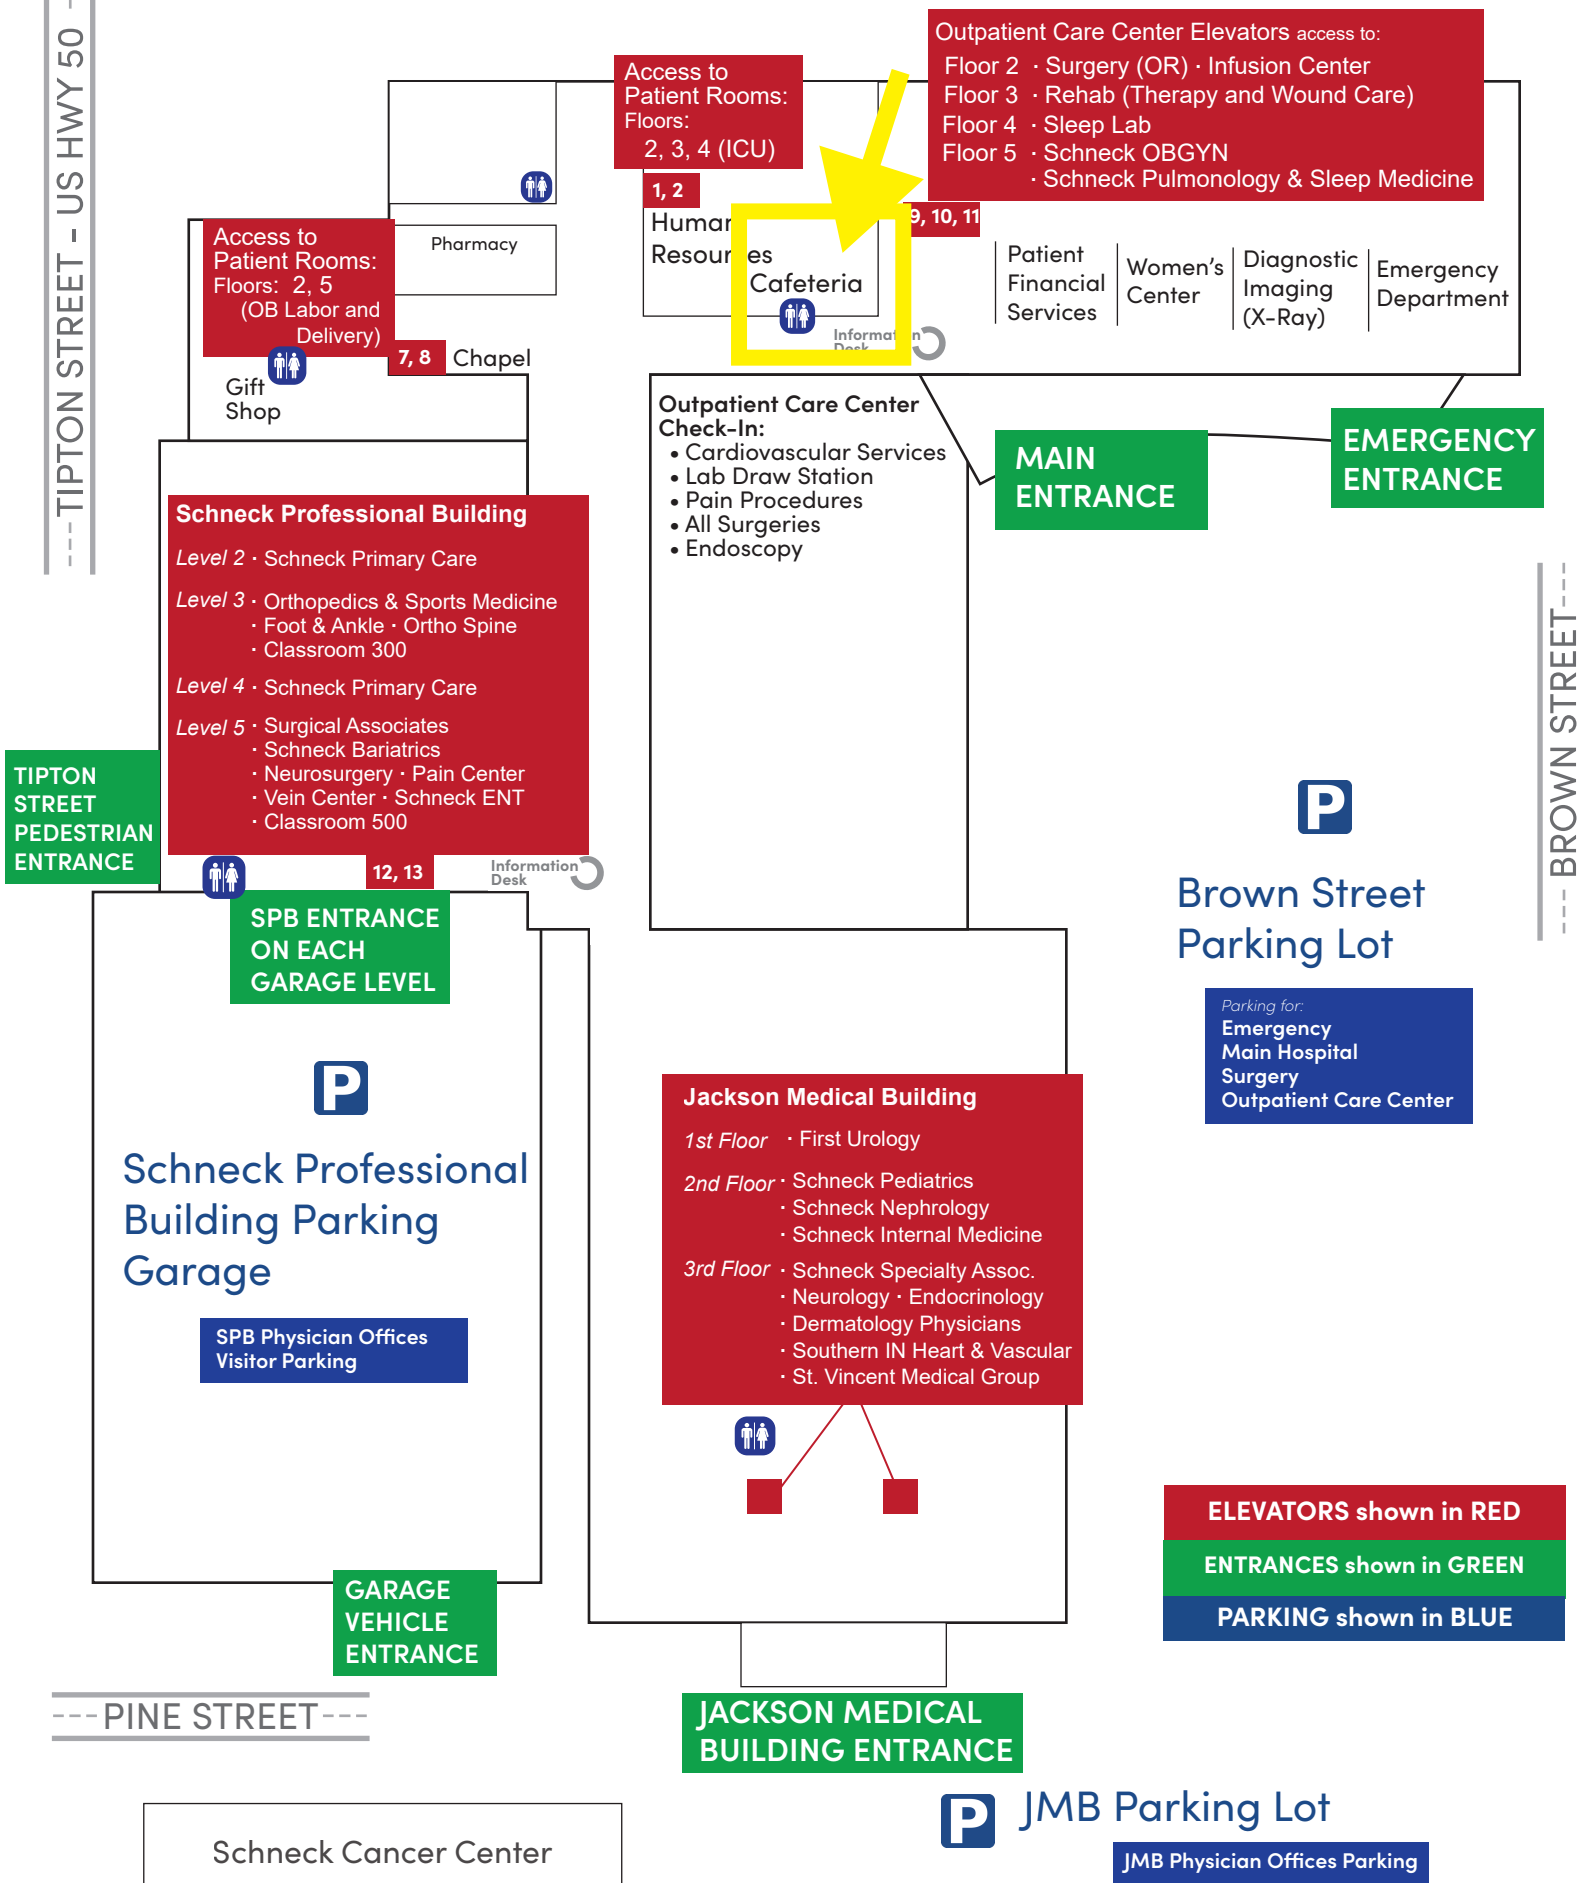 TIPTON STREET - US HWY 50
Outpatient Care Center Elevators access to:
Floor 2 · Surgery (OR) · Infusion Center
Floor 3 · Rehab (Therapy and Wound Care)
Floor 4 · Sleep Lab
Floor 5 · Schneck OBGYN
· Schneck Pulmonology & Sleep Medicine
9, 10, 11
Access to
Patient Rooms:
Floors:
2, 3, 4 (ICU)
1, 2
Human
Resources
Cafeteria
Information
Desk
Patient
Financial
Services
Women's
Center
Diagnostic
Imaging
(X-Ray)
Emergency
Department
Pharmacy
Access to
Patient Rooms:
Floors: 2, 5
(OB Labor and
Delivery)
7, 8
Chapel
Gift
Shop
Outpatient Care Center
Check-In:
• Cardiovascular Services
• Lab Draw Station
• Pain Procedures
• All Surgeries
• Endoscopy
MAIN
ENTRANCE
EMERGENCY
ENTRANCE
Schneck Professional Building
Level 2 · Schneck Primary Care
Level 3 · Orthopedics & Sports Medicine
· Foot & Ankle · Ortho Spine
· Classroom 300
Level 4 · Schneck Primary Care
Level 5 · Surgical Associates
· Schneck Bariatrics
· Neurosurgery · Pain Center
· Vein Center · Schneck ENT
· Classroom 500
12, 13
Information
Desk
TIPTON
STREET
PEDESTRIAN
ENTRANCE
SPB ENTRANCE
ON EACH
GARAGE LEVEL
BROWN STREET
P
Brown Street
Parking Lot
Parking for:
Emergency
Main Hospital
Surgery
Outpatient Care Center
P
Schneck Professional
Building Parking
Garage
SPB Physician Offices
Visitor Parking
Jackson Medical Building
1st Floor · First Urology
2nd Floor · Schneck Pediatrics
· Schneck Nephrology
· Schneck Internal Medicine
3rd Floor · Schneck Specialty Assoc.
· Neurology · Endocrinology
· Dermatology Physicians
· Southern IN Heart & Vascular
· St. Vincent Medical Group
ELEVATORS shown in RED
ENTRANCES shown in GREEN
PARKING shown in BLUE
GARAGE
VEHICLE
ENTRANCE
PINE STREET
JACKSON MEDICAL
BUILDING ENTRANCE
P
JMB Parking Lot
JMB Physician Offices Parking
Schneck Cancer Center